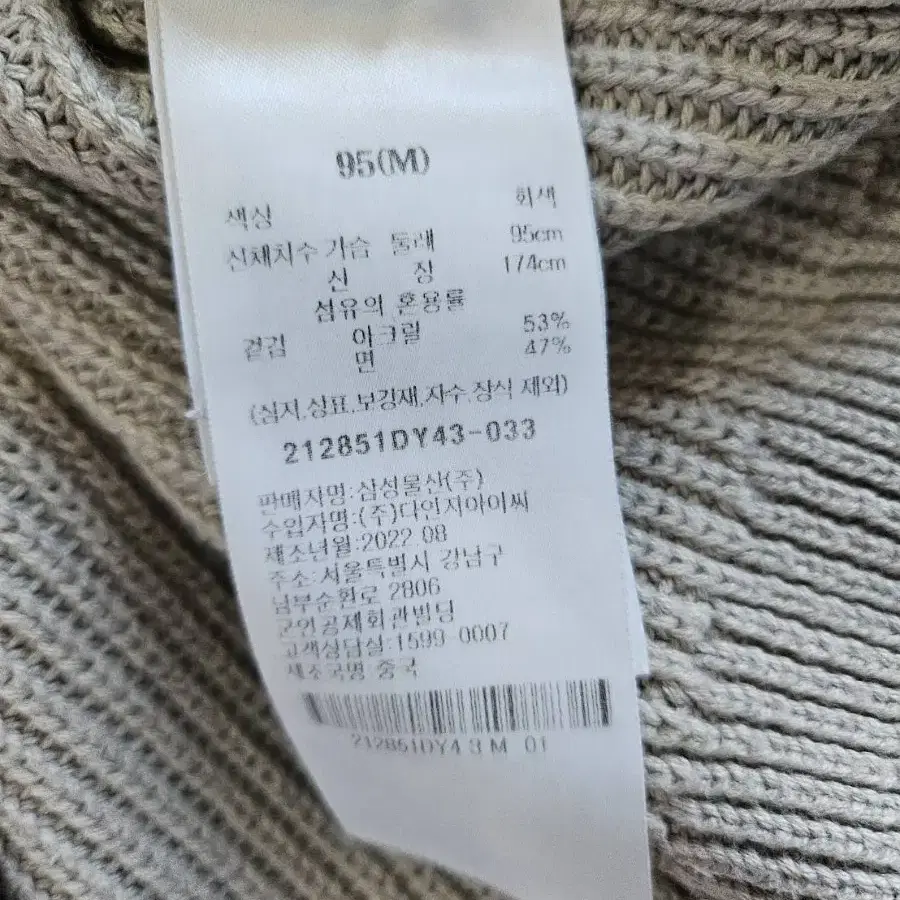 95(M)
색상 회색
신체치수 가슴 둘레 95cm
신 장 174cm
섬유의 혼용률
겉감 아크릴 53%
면 47%
(심지,상표,보강재,자수,장식 제외)
212851DY43-033
판매자명:삼성물산(주)
수입자명:(주)다인지아이씨
제조년월:2022.08
주소:서울특별시 강남구
남부순환로 2806
군인공제회관빌딩
고객상담실:1599-0007
제조국명:중국
212851DY43 M 01